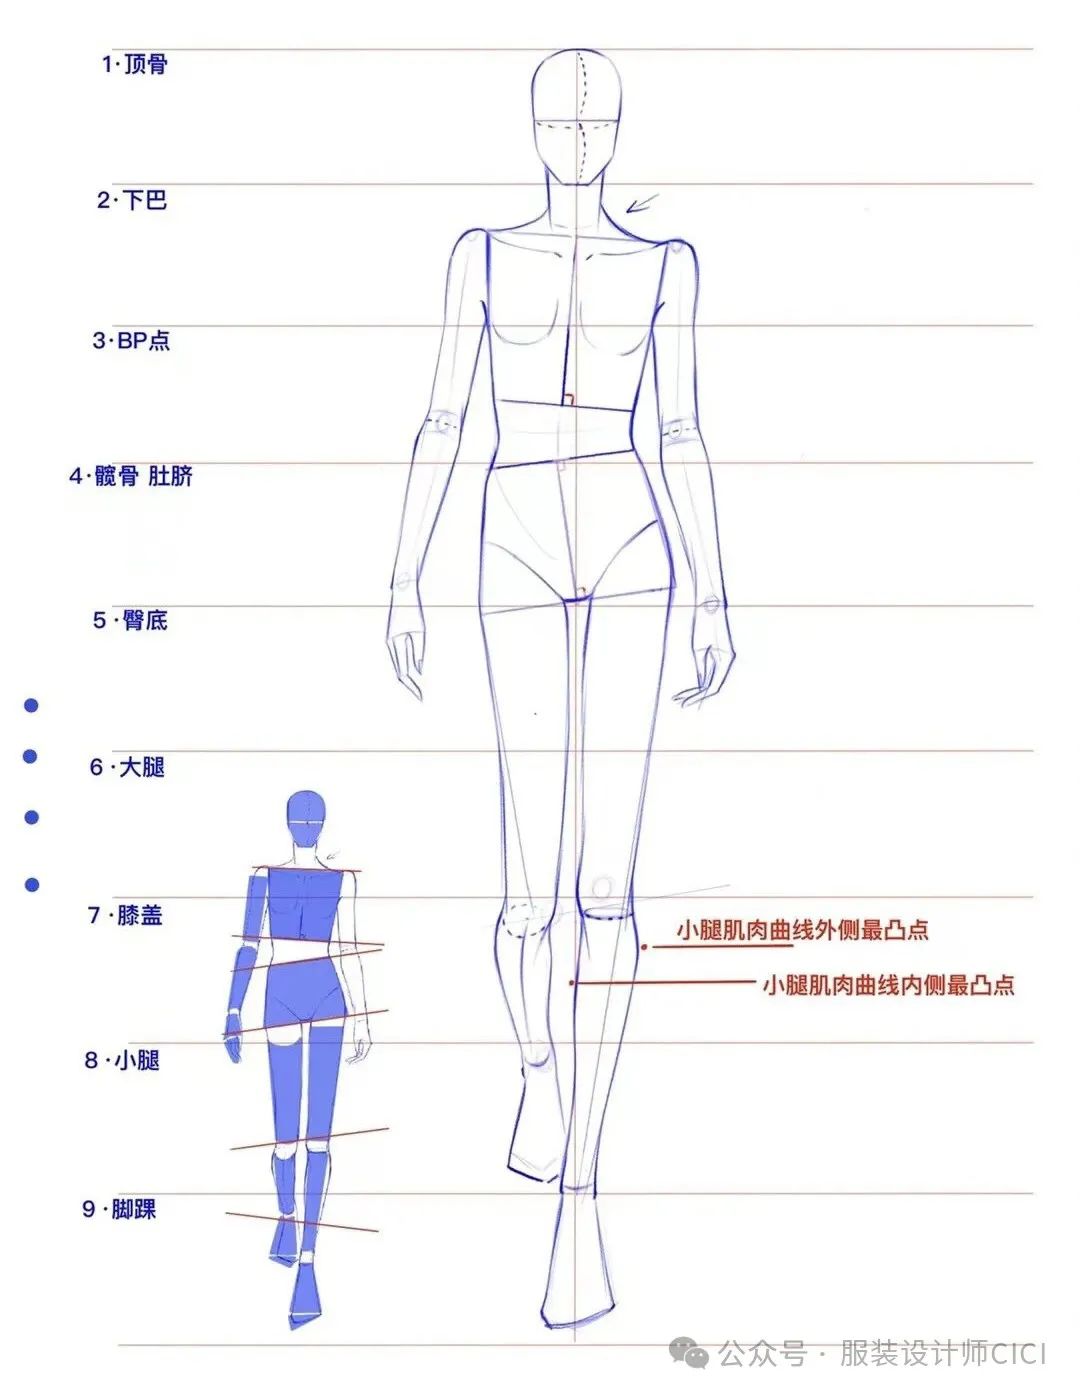 1·顶骨
2·下巴
3·BP点
4·髋骨 肚脐
5·臀底
6·大腿
7·膝盖
小腿肌肉曲线外侧最凸点
小腿肌肉曲线内侧最凸点
8·小腿
9·脚踝
公众号·服装设计师CICI